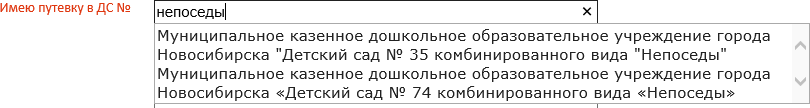 Имею путевку в ДС № непоседы
Муниципальное казенное дошкольное образовательное учреждение города
Новосибирска "Детский сад № 35 комбинированного вида "Непоседы"
Муниципальное казенное дошкольное образовательное учреждение города
Новосибирска «Детский сад № 74 комбинированного вида «Непоседы»